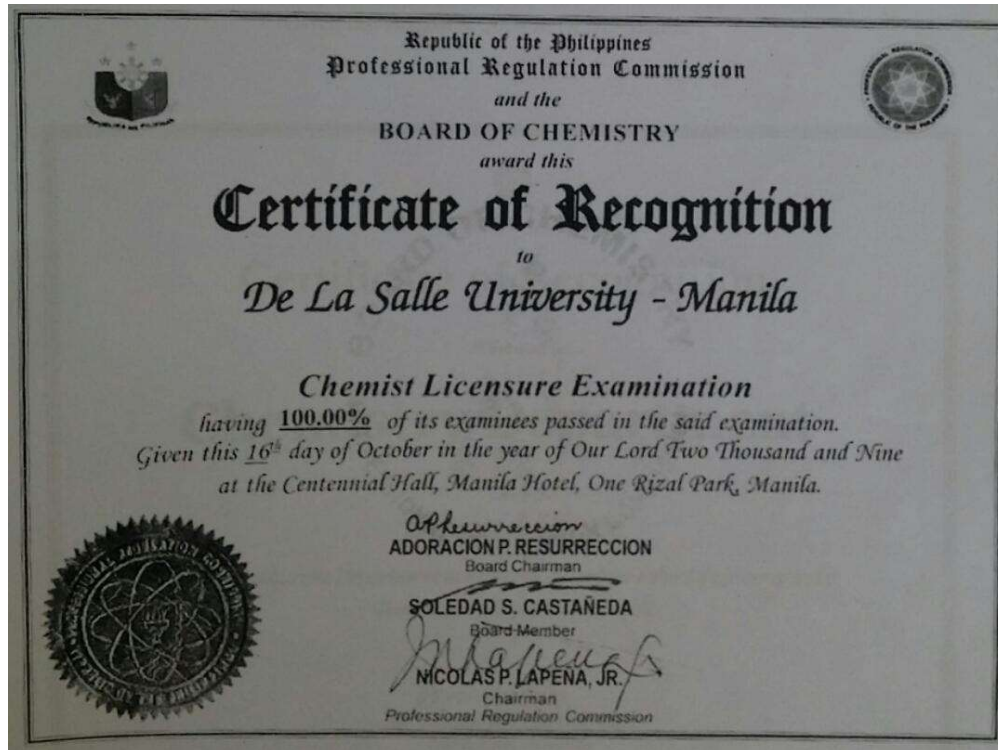 Republic of the Philippines
Professional Regulation Commission
and the
BOARD OF CHEMISTRY
award this
Certificate of Recognition
to
De La Salle University - Manila
Chemist Licensure Examination
having 100.00% of its examinees passed in the said examination.
Given this 16th day of October in the year of Our Lord Two Thousand and Nine
at the Centennial Hall, Manila Hotel, One Rizal Park, Manila.
ADORACION P. RESURRECCION
Board Chairman
SOLEDAD S. CASTAÑEDA
Board Member
NICOLAS P. LAPEÑA, JR.
Chairman
Professional Regulation Commission